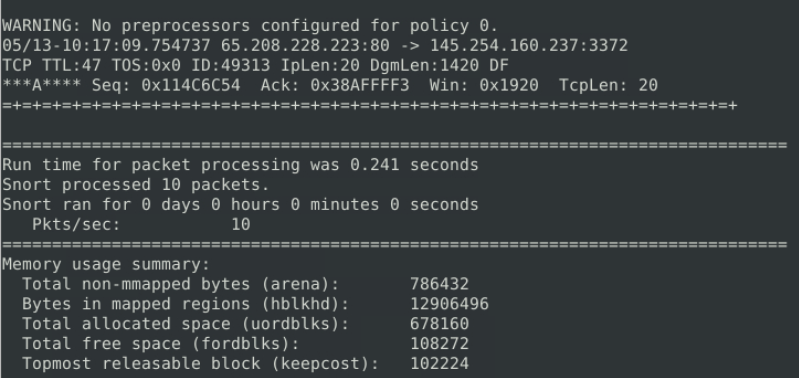 WARNING: No preprocessors configured for policy 0.
05/13-10:17:09.754737 65.208.228.223:80 -> 145.254.160.237:3372
TCP TTL:47 TOS:0x0 ID:49313 IpLen:20 DgmLen:1420 DF
***A**** Seq: 0x114C6C54  Ack: 0x38AFFFF3  Win: 0x1920  TcpLen: 20
=+=+=+=+=+=+=+=+=+=+=+=+=+=+=+=+=+=+=+=+=+=+=+=+=+=+=+=+=+=+=+=+=+=+=+=+=+
===============================================================================
Run time for packet processing was 0.241 seconds
Snort processed 10 packets.
Snort ran for 0 days 0 hours 0 minutes 0 seconds
   Pkts/sec:           10
===============================================================================
Memory usage summary:
  Total non-mmapped bytes (arena):       786432
  Bytes in mapped regions (hblkhd):      12906496
  Total allocated space (uordblks):      678160
  Total free space (fordblks):           108272
  Topmost releasable block (keepcost):   102224